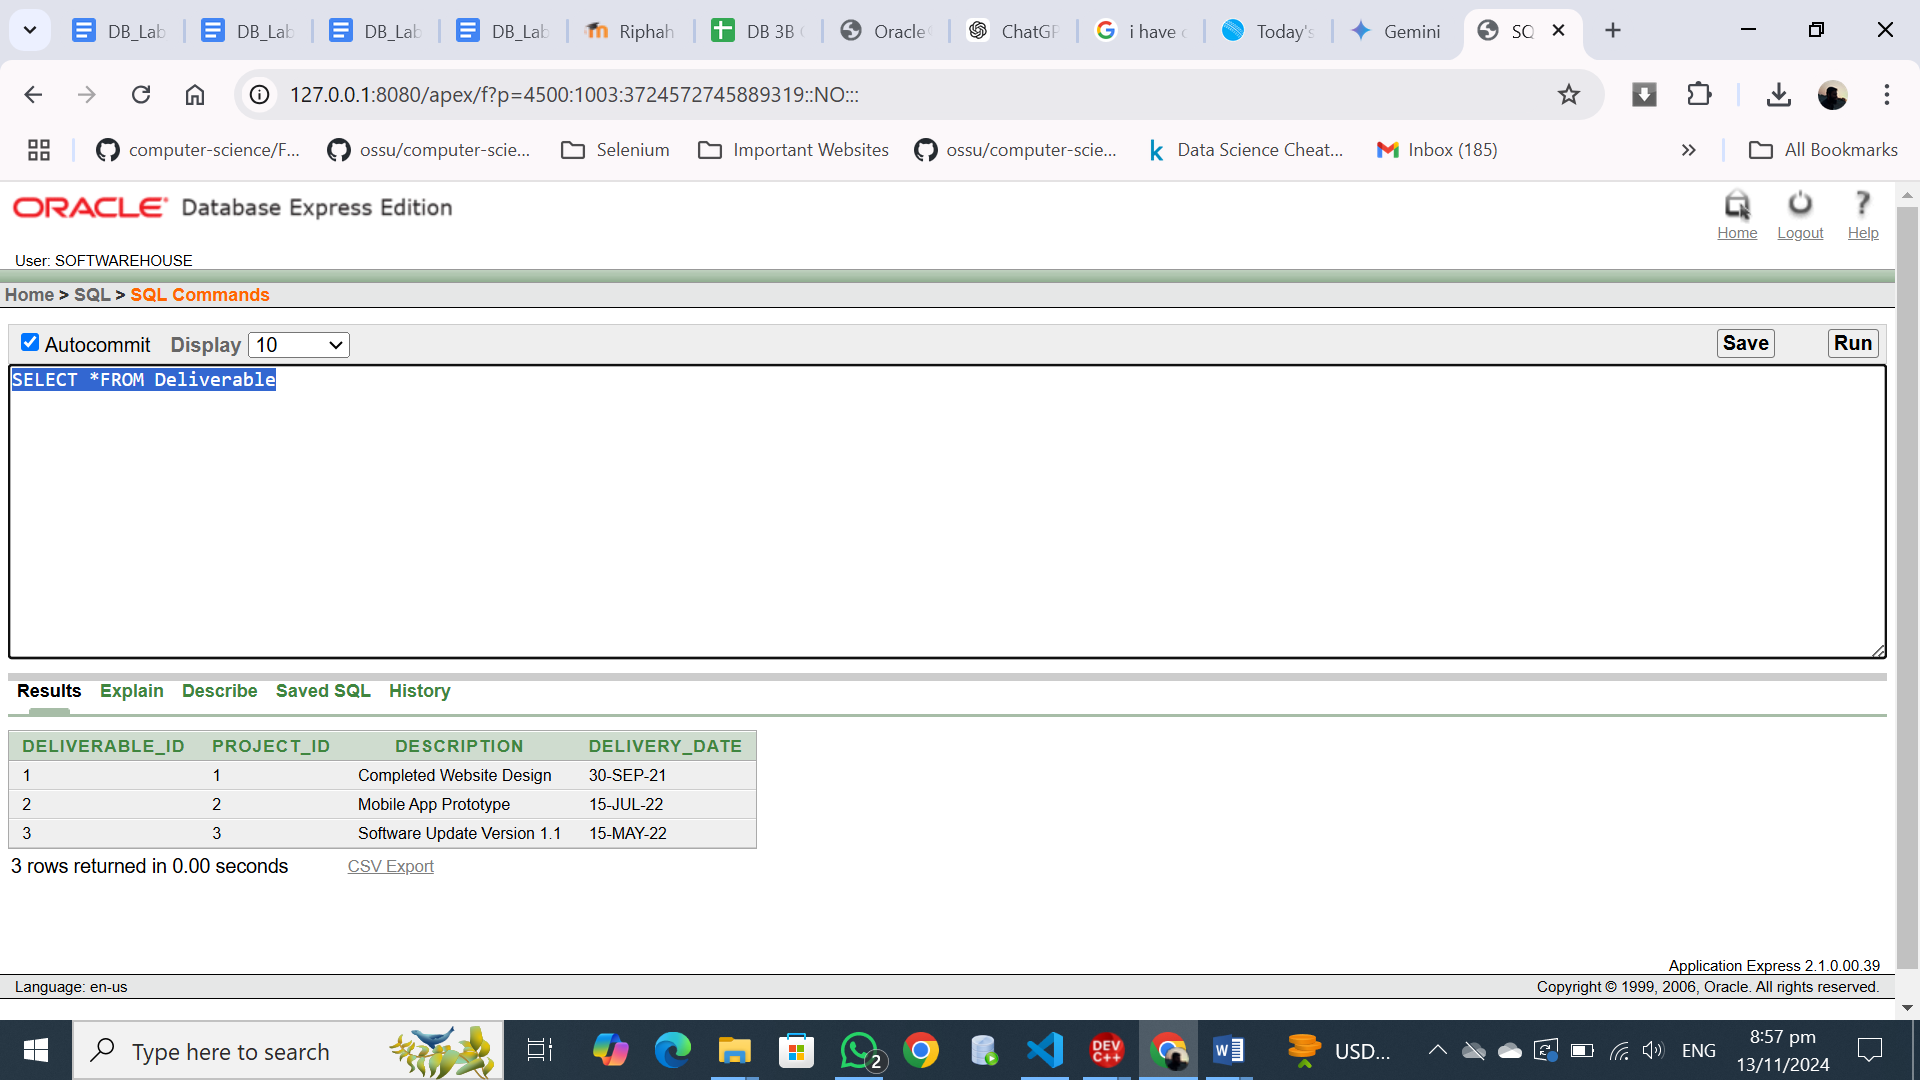 DB_Lab DB_Lab DB_Lab DB_Lab Riphah DB 3B Oracle ChatGP i have Today's Gemini SQ
127.0.0.1:8080/apex/f?p=4500:1003:3724572745889319::NO:::
computer-science/F... ossu/computer-scie... Selenium Important Websites ossu/computer-scie... Data Science Cheat... Inbox (185) » All Bookmarks
ORACLE Database Express Edition
Home Logout Help
User: SOFTWAREHOUSE
Home > SQL > SQL Commands
Autocommit Display 10 Save Run
SELECT *FROM Deliverable
Results Explain Describe Saved SQL History
DELIVERABLE_ID PROJECT_ID DESCRIPTION DELIVERY_DATE
1 1 Completed Website Design 30-SEP-21
2 2 Mobile App Prototype 15-JUL-22
3 3 Software Update Version 1.1 15-MAY-22
3 rows returned in 0.00 seconds CSV Export
Application Express 2.1.0.00.39
Language: en-us Copyright © 1999, 2006, Oracle. All rights reserved.
Type here to search 2 DEV C++ USD... ENG 8:57 pm
13/11/2024